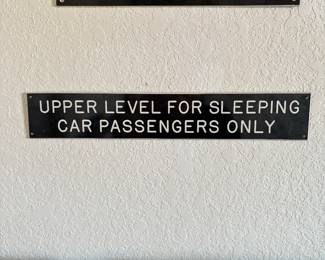 UPPER LEVEL FOR SLEEPING
CAR PASSENGERS ONLY